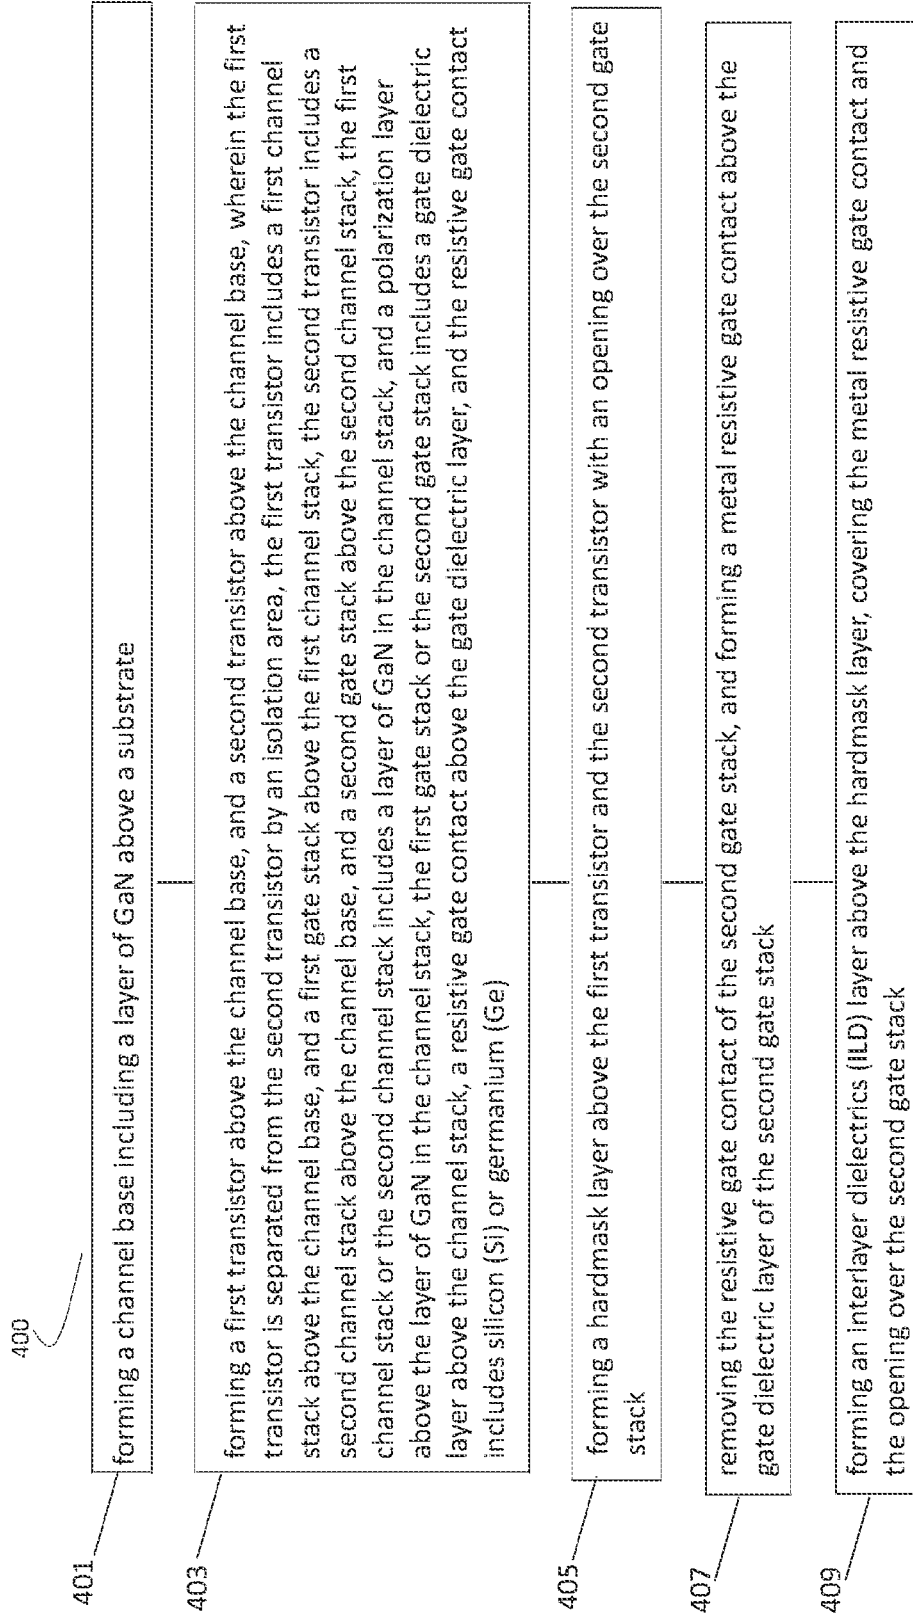 400
401
forming a channel base including a layer of GaN above a substrate
403
forming a first transistor above the channel base, and a second transistor above the channel base, wherein the first
transistor is separated from the second transistor by an isolation area, the first transistor includes a first channel
stack above the channel base, and a first gate stack above the first channel stack, the second transistor includes a
second channel stack above the channel base, and a second gate stack above the second channel stack, the first
channel stack or the second channel stack includes a layer of GaN in the channel stack, and a polarization layer
above the layer of GaN in the channel stack, the first gate stack or the second gate stack includes a gate dielectric
layer above the channel stack, a resistive gate contact above the gate dielectric layer, and the resistive gate contact
includes silicon (Si) or germanium (Ge)
405
forming a hardmask layer above the first transistor and the second transistor with an opening over the second gate
stack
407
removing the resistive gate contact of the second gate stack, and forming a metal resistive gate contact above the
gate dielectric layer of the second gate stack
409
forming an interlayer dielectrics (ILD) layer above the hardmask layer, covering the metal resistive gate contact and
the opening over the second gate stack